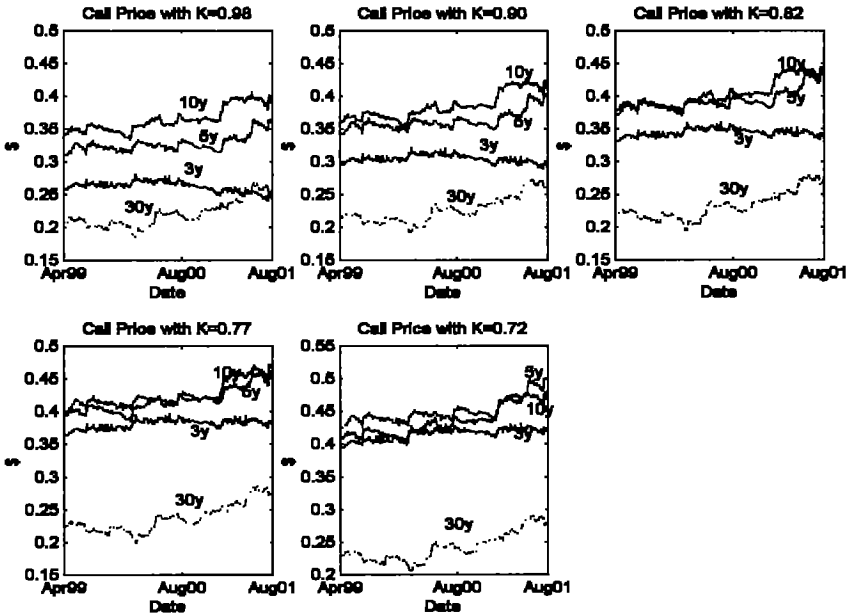 Call Price with K=0.98
0.5
0.45
0.4
0.35
0.3
0.25
0.2
0.15
$
10y
5y
3y
30y
Apr99
Aug00
Aug01
Date
Call Price with K=0.90
0.5
0.45
0.4
0.35
0.3
0.25
0.2
0.15
$
10y
5y
3y
30y
Apr99
Aug00
Aug01
Date
Call Price with K=0.82
0.5
0.45
0.4
0.35
0.3
0.25
0.2
0.15
$
10y
5y
3y
30y
Apr99
Aug00
Aug01
Date
Call Price with K=0.77
0.5
0.45
0.4
0.35
0.3
0.25
0.2
0.15
$
10y
5y
3y
30y
Apr99
Aug00
Aug01
Date
Call Price with K=0.72
0.55
0.5
0.45
0.4
0.35
0.3
0.25
0.2
$
5y
10y
3y
30y
Apr99
Aug00
Aug01
Date